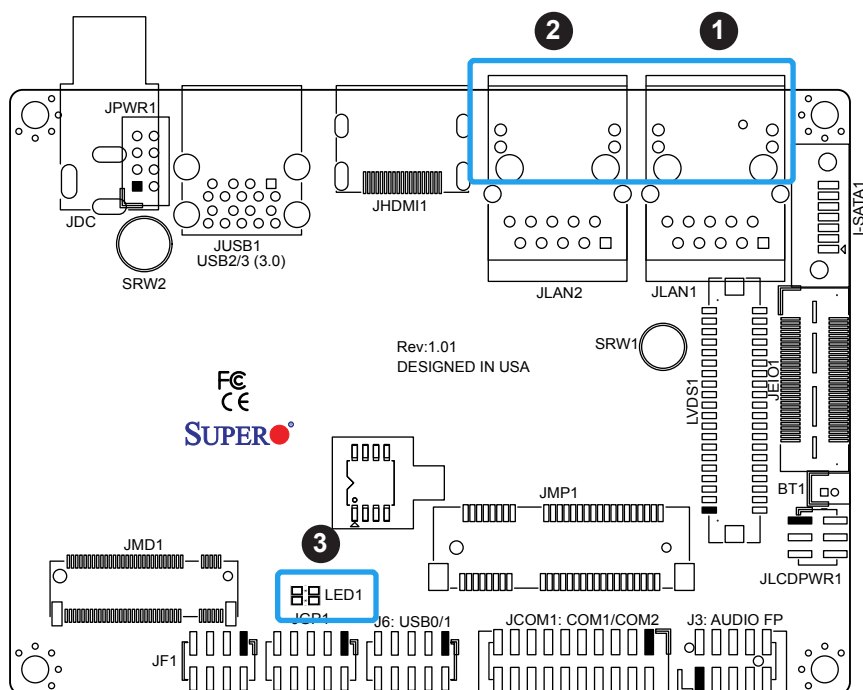 2
1
JPWR1
I-SATA1
JDC
JUSB1
USB2/3 (3.0)
JHDMI1
SRW2
JLAN2
JLAN1
Rev:1.01
DESIGNED IN USA
SRW1
LVDS1
JEIO1
FC
CE
SUPER
BT1
JMP1
3
JMD1
JLCDPWR1
LED1
JGP1
J6: USB0/1
JCOM1: COM1/COM2
J3: AUDIO FP
JF1